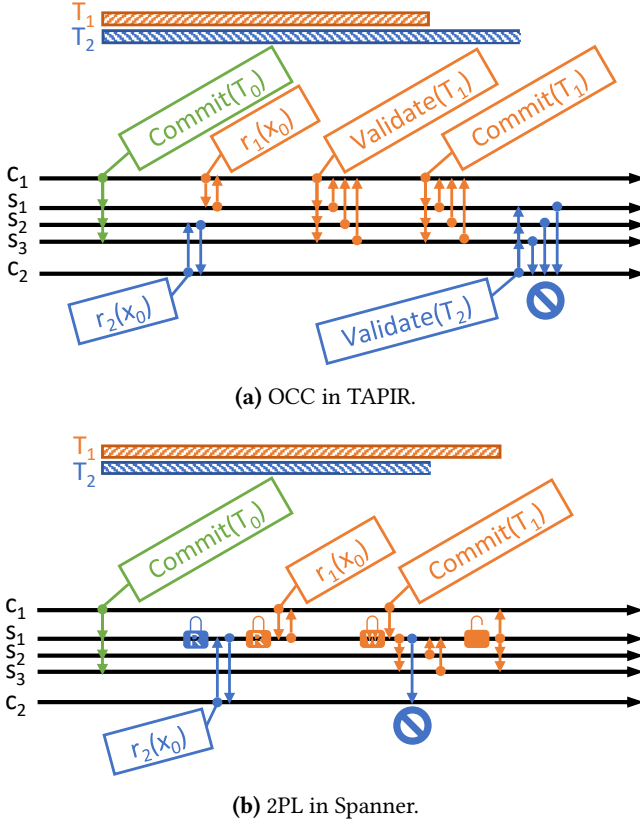 T₁
T₂
Commit(T₀)
r₁(x₀)
Validate(T₁)
Commit(T₁)
C₁
S₁
S₂
S₃
C₂
r₂(x₀)
Validate(T₂)
(a) OCC in TAPIR.
T₁
T₂
Commit(T₀)
r₁(x₀)
Commit(T₁)
C₁
R
R
W
S₁
S₂
S₃
C₂
r₂(x₀)
(b) 2PL in Spanner.